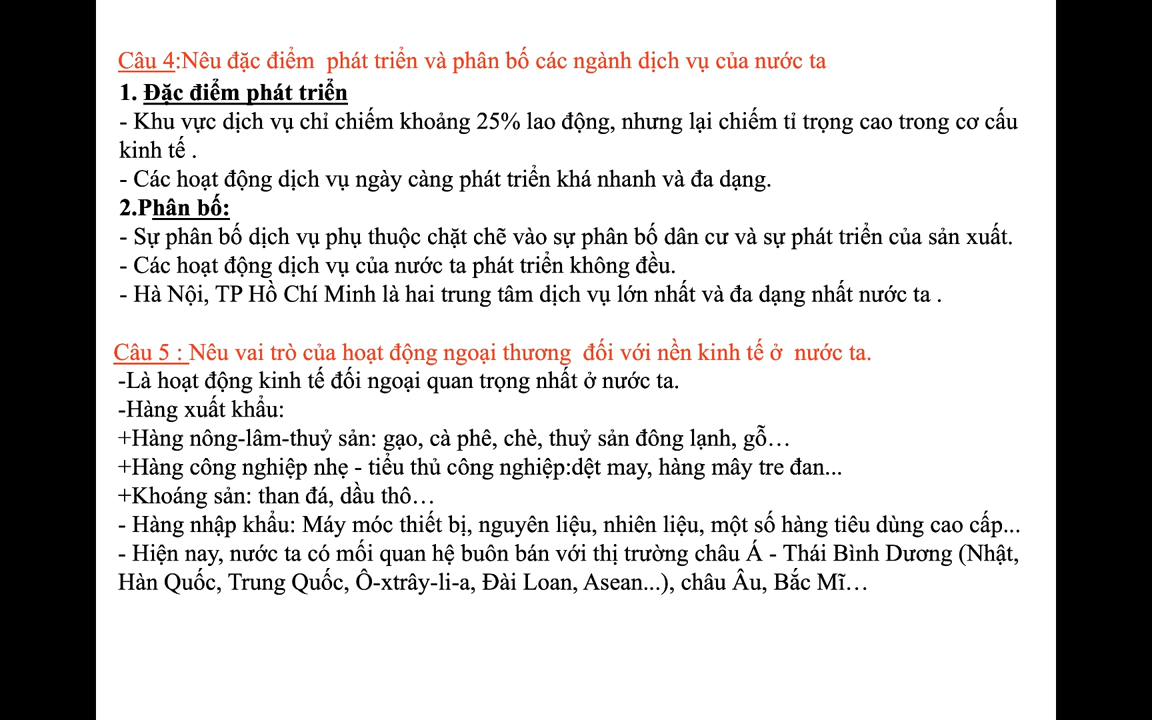 Câu 4:Nêu đặc điểm  phát triển và phân bố các ngành dịch vụ của nước ta
1. Đặc điểm phát triển
- Khu vực dịch vụ chỉ chiếm khoảng 25% lao động, nhưng lại chiếm tỉ trọng cao trong cơ cấu
kinh tế .
- Các hoạt động dịch vụ ngày càng phát triển khá nhanh và đa dạng.
2.Phân bố:
- Sự phân bố dịch vụ phụ thuộc chặt chẽ vào sự phân bố dân cư và sự phát triển của sản xuất.
- Các hoạt động dịch vụ của nước ta phát triển không đều.
- Hà Nội, TP Hồ Chí Minh là hai trung tâm dịch vụ lớn nhất và đa dạng nhất nước ta .
Câu 5 : Nêu vai trò của hoạt động ngoại thương  đối với nền kinh tế ở  nước ta.
-Là hoạt động kinh tế đối ngoại quan trọng nhất ở nước ta.
-Hàng xuất khẩu:
+Hàng nông-lâm-thuỷ sản: gạo, cà phê, chè, thuỷ sản đông lạnh, gỗ…
+Hàng công nghiệp nhẹ - tiểu thủ công nghiệp:dệt may, hàng mây tre đan...
+Khoáng sản: than đá, dầu thô…
- Hàng nhập khẩu: Máy móc thiết bị, nguyên liệu, nhiên liệu, một số hàng tiêu dùng cao cấp...
- Hiện nay, nước ta có mối quan hệ buôn bán với thị trường châu Á - Thái Bình Dương (Nhật,
Hàn Quốc, Trung Quốc, Ô-xtrây-li-a, Đài Loan, Asean...), châu Âu, Bắc Mĩ…